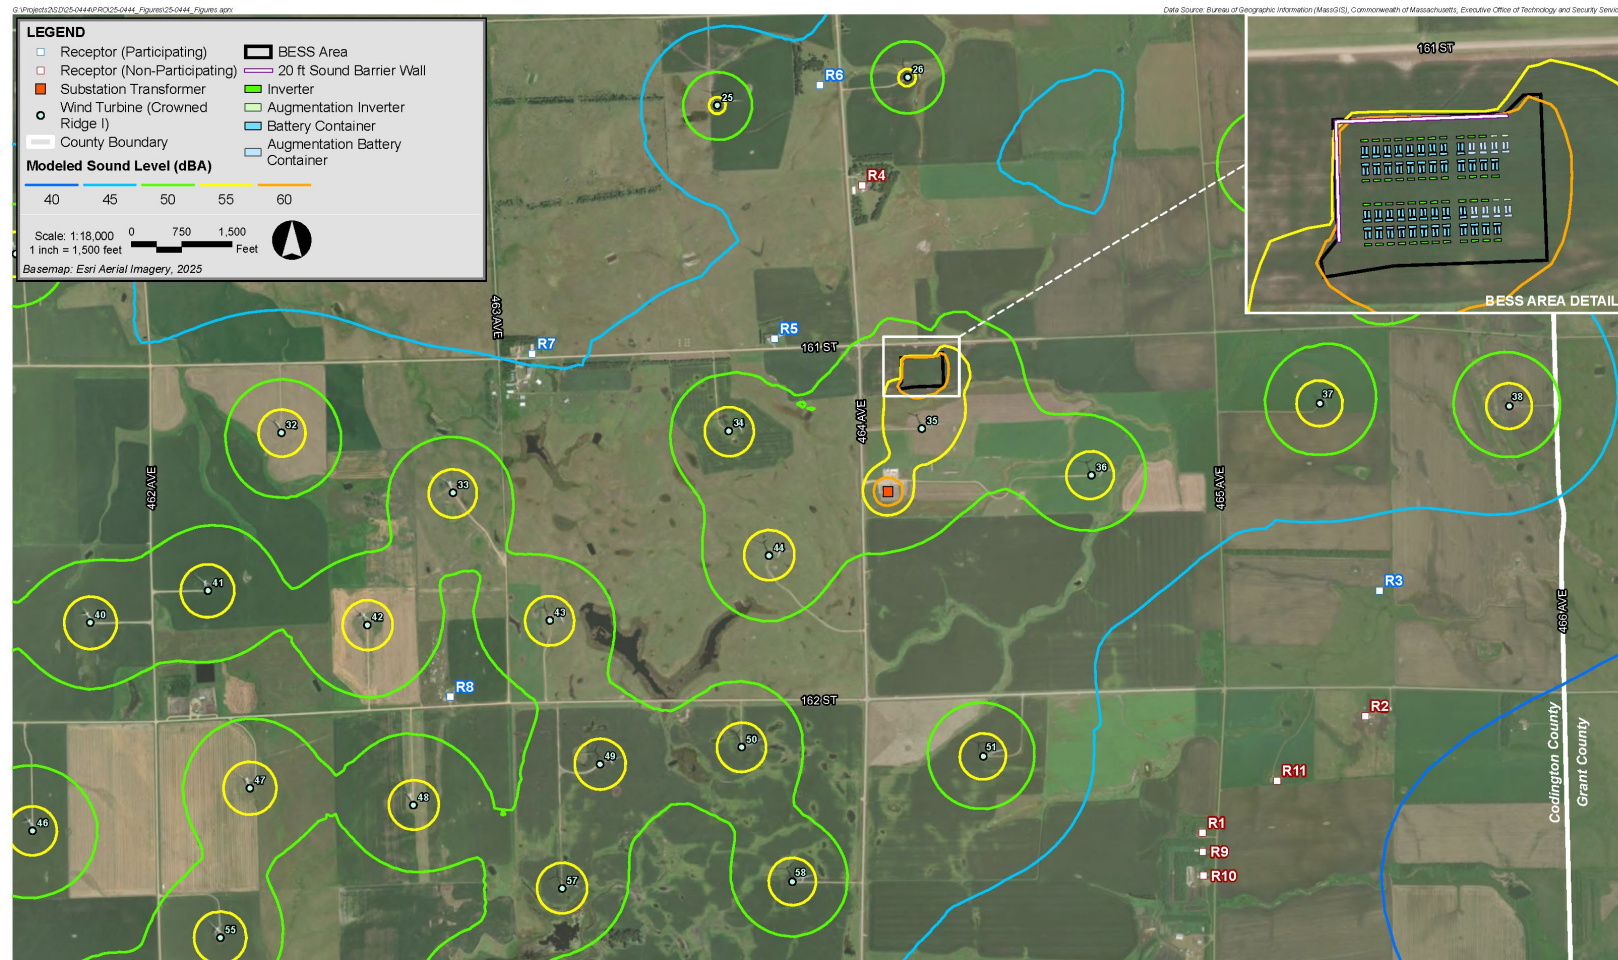 G:\Projects2\SD\25-0444\PRO\25-0444_Figures\25-0444_Figures.aprx
Data Source: Bureau of Geographic Information (MassGIS), Commonwealth of Massachusetts, Executive Office of Technology and Security Servic
LEGEND
Receptor (Participating)
Receptor (Non-Participating)
Substation Transformer
Wind Turbine (Crowned
Ridge I)
County Boundary
BESS Area
20 ft Sound Barrier Wall
Inverter
Augmentation Inverter
Battery Container
Augmentation Battery
Container
Modeled Sound Level (dBA)
40 45 50 55 60
Scale: 1:18,000
1 inch = 1,500 feet
0 750 1,500
Feet
Basemap: Esri Aerial Imagery, 2025
161 ST
BESS AREA DETAIL
25
R6
26
R4
463 AVE
R7
R5
161 ST
32
34
464 AVE
35
37
38
462 AVE
33
36
465 AVE
44
41
40
42
43
R3
466 AVE
R8
162 ST
R2
50
49
51
47
48
R11
Codington County
Grant County
46
R1
R9
R10
57
58
55